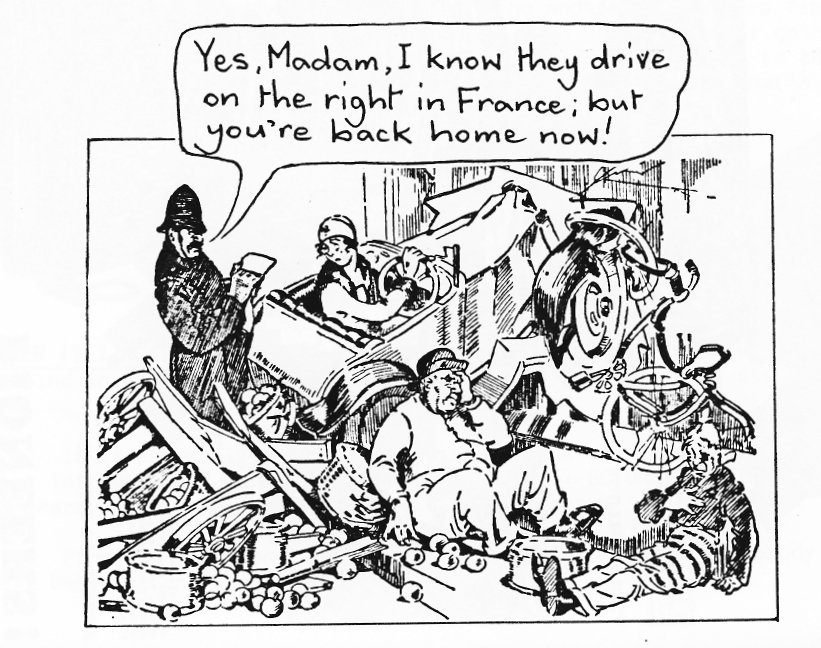 Yes, Madam, I know they drive
on the right in France; but
you're back home now!